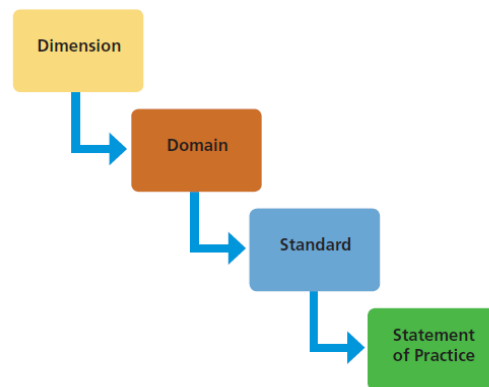 Dimension
Domain
Standard
Statement
of Practice